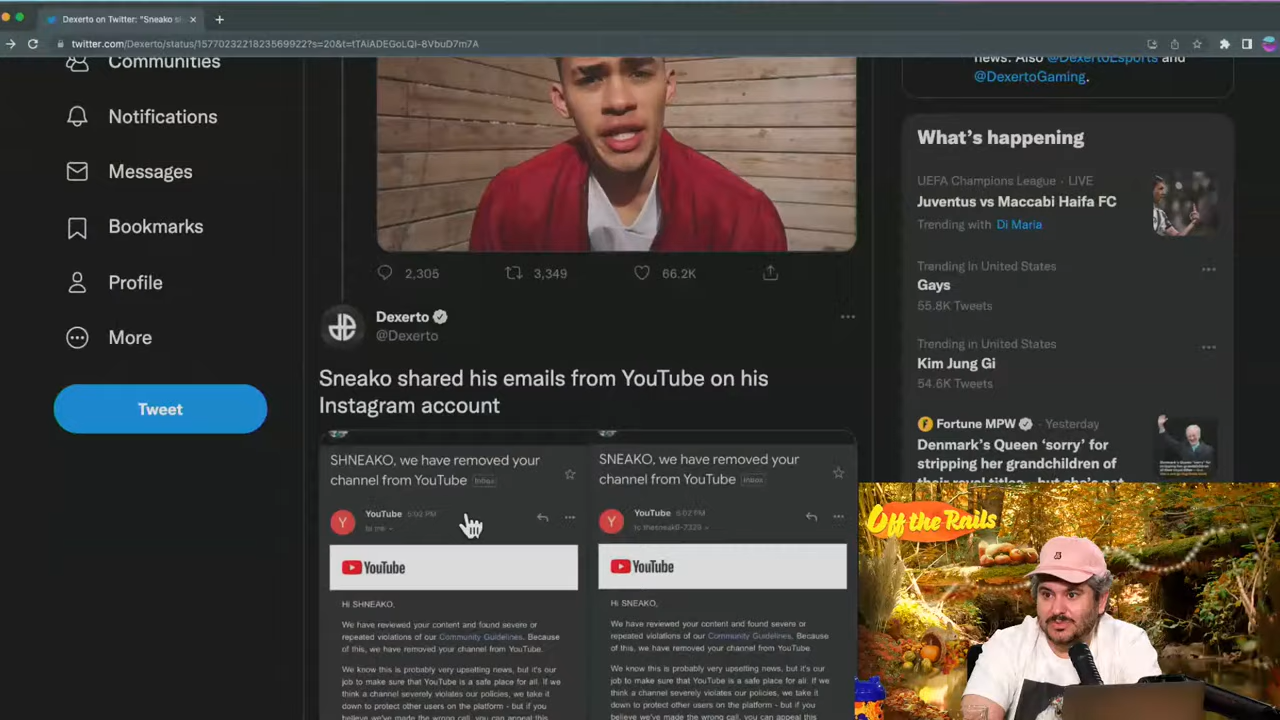 Dexerto on Twitter: "Sneako sh
twitter.com/Dexerto/status/1577023221823569922?s=20&t=tTAiADEGoLQI-8VbuD7m7A
Communities
Notifications
Messages
Bookmarks
Profile
More
Tweet
2,305
3,349
66.2K
Dexerto
@Dexerto
Sneako shared his emails from YouTube on his
Instagram account
SHNEAKO, we have removed your
channel from YouTube Inbox
YouTube 5:02 PM
to me
Y
YouTube
Hi SHNEAKO,
We have reviewed your content and found severe or
repeated violations of our Community Guidelines. Because
of this, we have removed your channel from YouTube.
We know this is probably very upsetting news, but it's our
job to make sure that YouTube is a safe place for all. If we
think a channel severely violates our policies, we take it
down to protect other users on the platform - but if you
believe we've made the wrong call, you can appeal this
SNEAKO, we have removed your
channel from YouTube Inbox
YouTube 5:02 PM
to thesneak0-7329
Y
YouTube
Hi SNEAKO,
We have reviewed your content and found severe or
repeated violations of our Community Guidelines. Because
of this, we have removed your channel from YouTube.
We know this is probably very upsetting news, but it's our
job to make sure that YouTube is a safe place for all. If we
think a channel severely violates our policies, we take it
down to protect other users on the platform - but if you
believe we've made the wrong call, you can appeal this
news. Also @DexertoEsports and
@DexertoGaming.
What's happening
UEFA Champions League · LIVE
Juventus vs Maccabi Haifa FC
Trending with Di Maria
Trending in United States
Gays
55.8K Tweets
Trending in United States
Kim Jung Gi
54.6K Tweets
Fortune MPW · Yesterday
Denmark's Queen 'sorry' for
stripping her grandchildren of
their royal titles – but she's not
Off the Rails